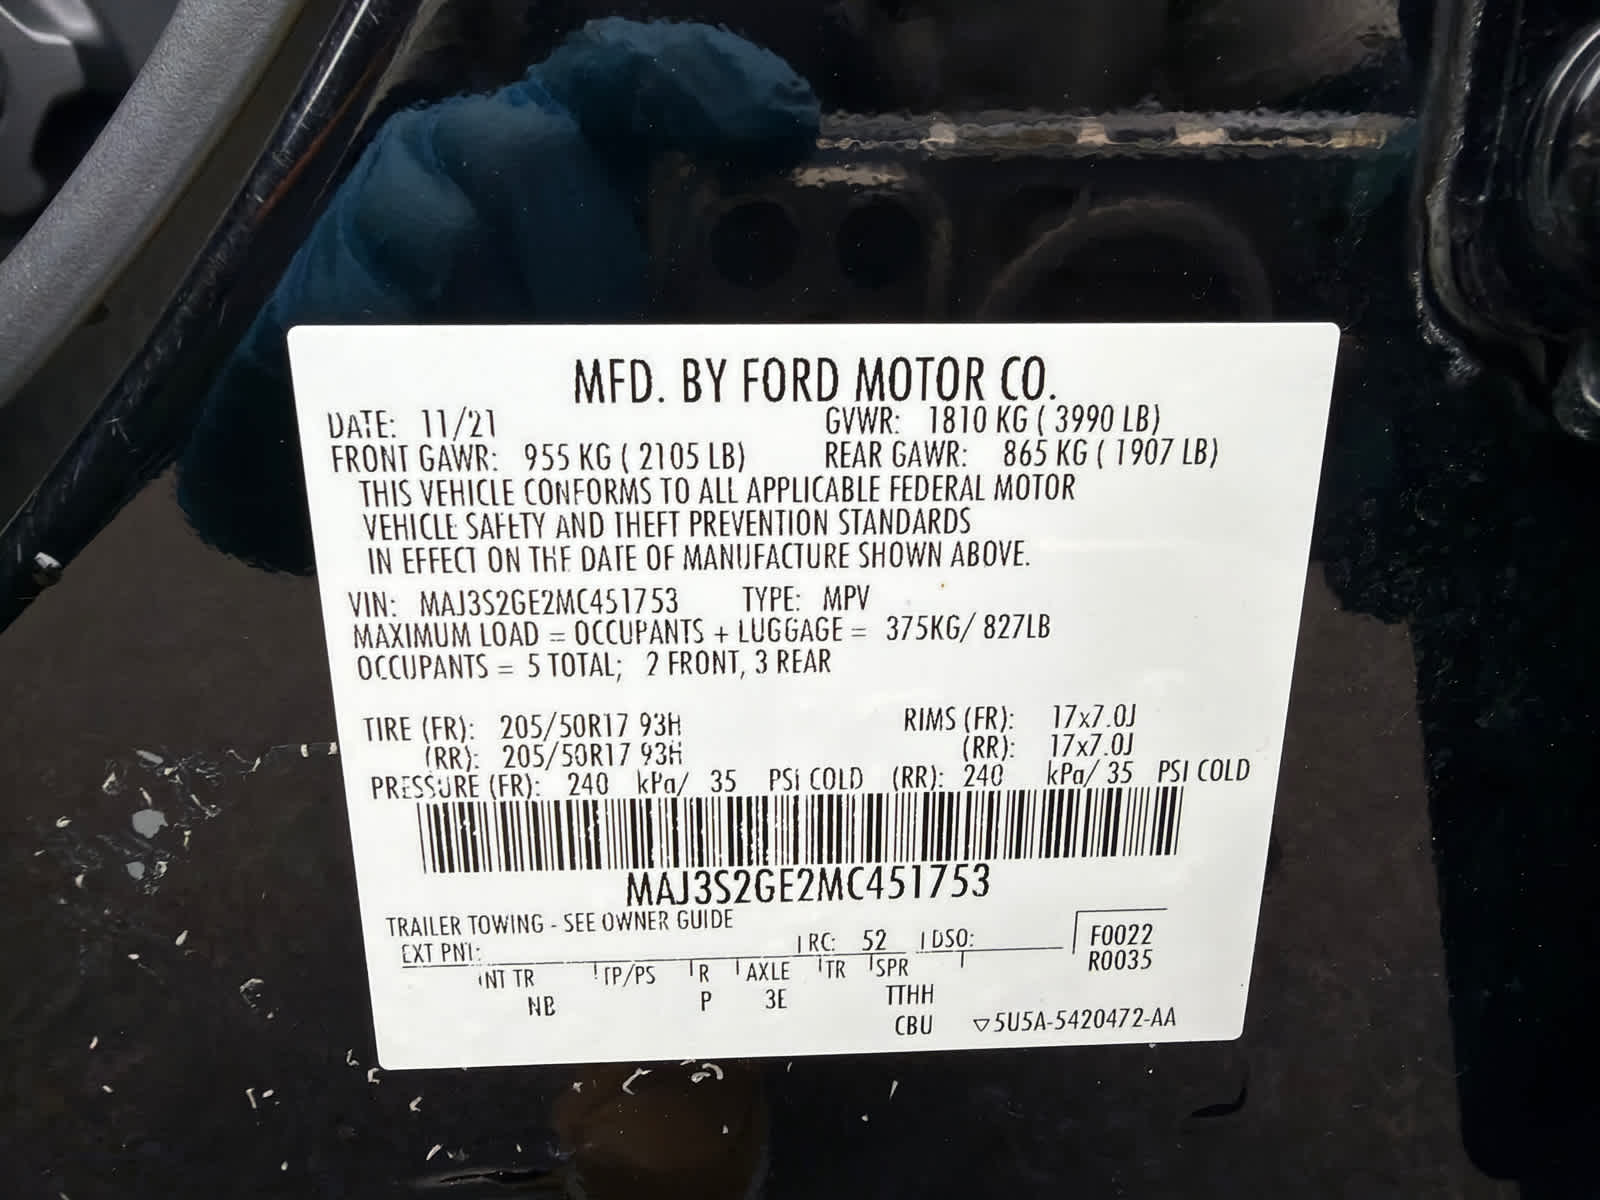 MFD. BY FORD MOTOR CO.
DATE: 11/21 GVWR: 1810 KG ( 3990 LB)
FRONT GAWR: 955 KG ( 2105 LB) REAR GAWR: 865 KG ( 1907 LB)
THIS VEHICLE CONFORMS TO ALL APPLICABLE FEDERAL MOTOR
VEHICLE SAFETY AND THEFT PREVENTION STANDARDS
IN EFFECT ON THE DATE OF MANUFACTURE SHOWN ABOVE.
VIN: MAJ3S2GE2MC451753 TYPE: MPV
MAXIMUM LOAD = OCCUPANTS + LUGGAGE = 375KG/ 827LB
OCCUPANTS = 5 TOTAL; 2 FRONT, 3 REAR
TIRE (FR): 205/50R17 93H RIMS (FR): 17x7.0J
(RR): 205/50R17 93H (RR): 17x7.0J
PRESSURE (FR): 240 kPa/ 35 PSI COLD (RR): 240 kPa/ 35 PSI COLD
MAJ3S2GE2MC451753
TRAILER TOWING - SEE OWNER GUIDE
EXT PNT: RC: 52 DSO: F0022
R0035
INT TR TP/PS R AXLE TR SPR
NB P 3E TTHH
CBU ▽5U5A-5420472-AA